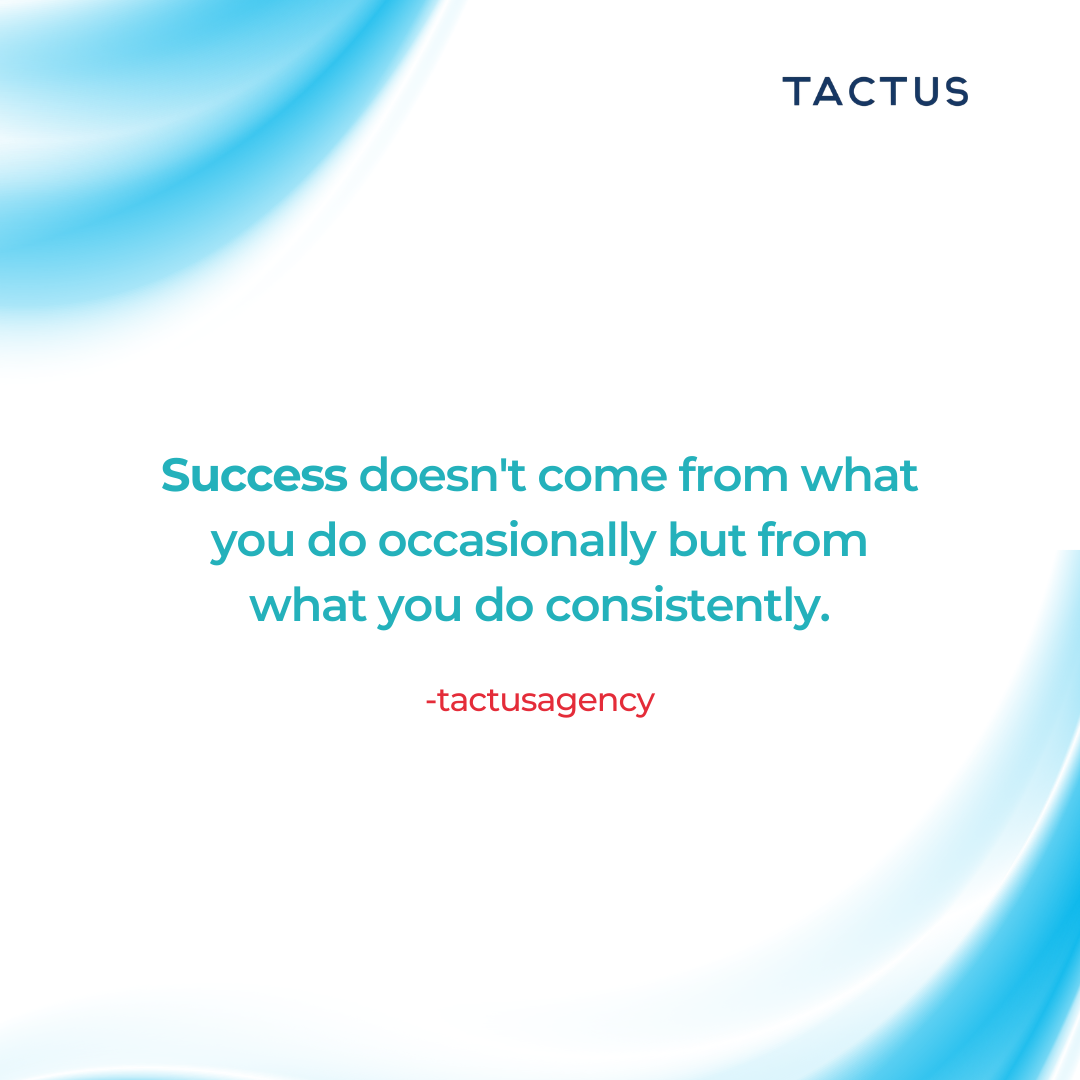 TACTUS
Success doesn't come from what
you do occasionally but from
what you do consistently.
-tactusagency